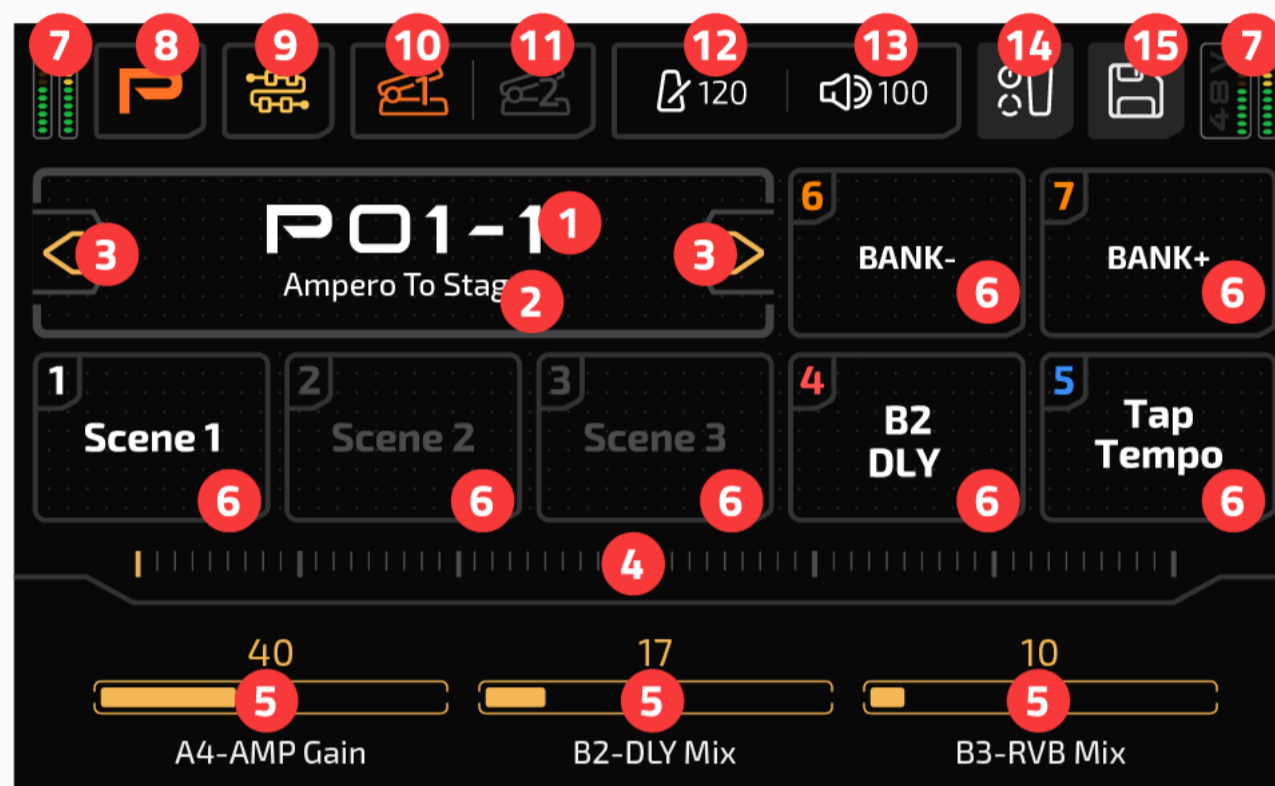 7 8 9 10 11 12 13 14 15 7
1 2 120 100 48V
P01-1 1
3 3
Ampero To Stag 2
6 BANK- 6
7 BANK+ 6
1 Scene 1 6
2 Scene 2 6
3 Scene 3 6
4 B2
DLY 6
5 Tap
Tempo 6
4
40 17 10
5 5 5
A4-AMP Gain B2-DLY Mix B3-RVB Mix